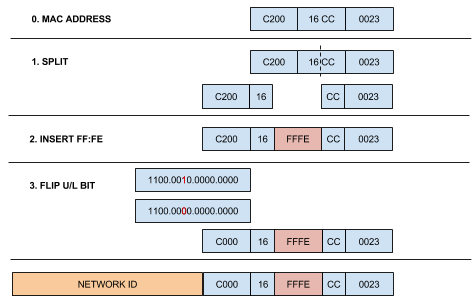 0. MAC ADDRESS
C200 16 CC 0023
1. SPLIT
C200 16 CC 0023
C200 16 CC 0023
2. INSERT FF:FE
C200 16 FFFE CC 0023
3. FLIP U/L BIT
1100.0010.0000.0000
1100.0000.0000.0000
C000 16 FFFE CC 0023
NETWORK ID C000 16 FFFE CC 0023